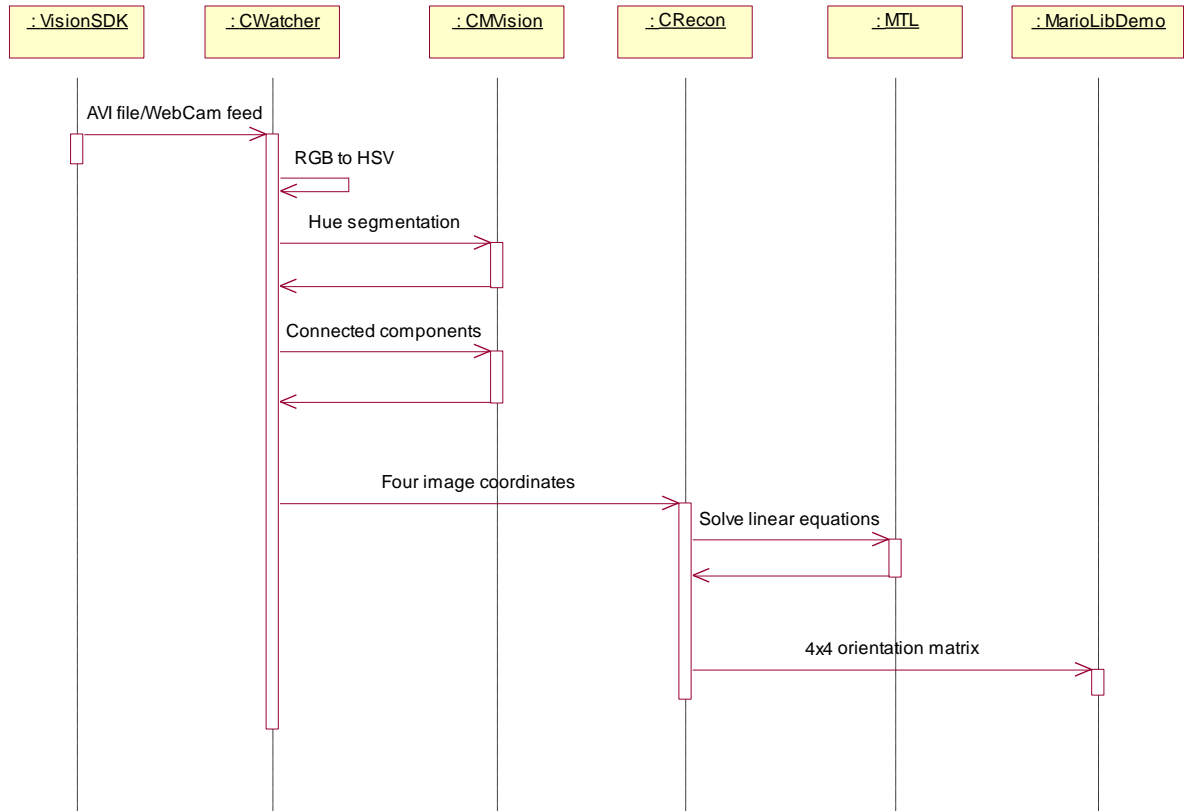 : VisionSDK
: CWatcher
: CMVision
: CRecon
: MTL
: MarioLibDemo
AVI file/WebCam feed
RGB to HSV
Hue segmentation
Connected components
Four image coordinates
Solve linear equations
4x4 orientation matrix